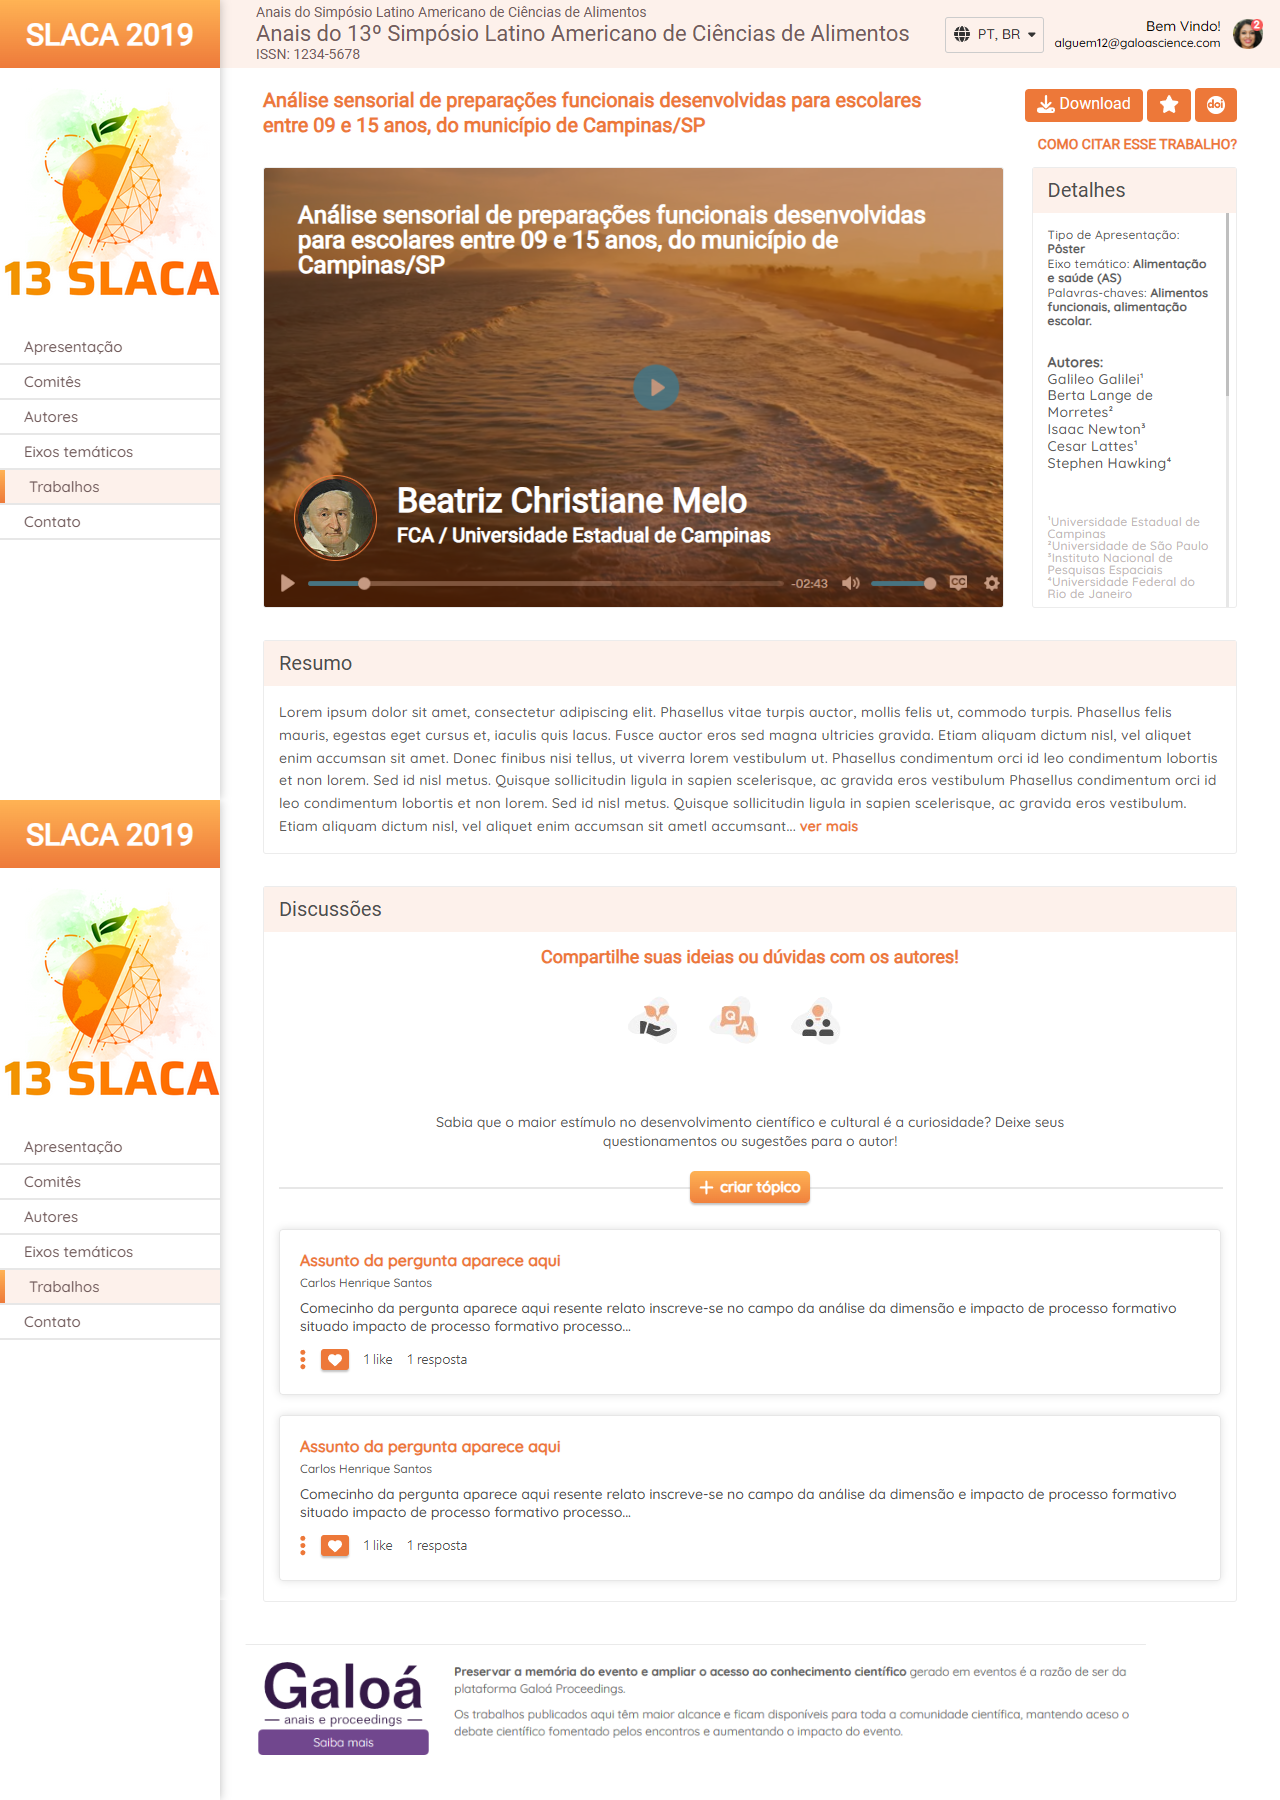 SLACA 2019
Anais do Simpósio Latino Americano de Ciências de Alimentos
Anais do 13º Simpósio Latino Americano de Ciências de Alimentos
ISSN: 1234-5678
PT, BR
Bem Vindo!
alguem12@galoascience.com
2
13 SLACA
Apresentação
Comitês
Autores
Eixos temáticos
Trabalhos
Contato
Análise sensorial de preparações funcionais desenvolvidas para escolares
entre 09 e 15 anos, do município de Campinas/SP
Download
doi
COMO CITAR ESSE TRABALHO?
Análise sensorial de preparações funcionais desenvolvidas
para escolares entre 09 e 15 anos, do município de
Campinas/SP
Beatriz Christiane Melo
FCA / Universidade Estadual de Campinas
-02:43
CC
Detalhes
Tipo de Apresentação:
Pôster
Eixo temático: Alimentação
e saúde (AS)
Palavras-chaves: Alimentos
funcionais, alimentação
escolar.
Autores:
Galileo Galilei¹
Berta Lange de
Morretes²
Isaac Newton³
Cesar Lattes¹
Stephen Hawking⁴
¹Universidade Estadual de
Campinas
²Universidade de São Paulo
³Instituto Nacional de
Pesquisas Espaciais
⁴Universidade Federal do
Rio de Janeiro
Resumo
Lorem ipsum dolor sit amet, consectetur adipiscing elit. Phasellus vitae turpis auctor, mollis felis ut, commodo turpis. Phasellus felis
mauris, egestas eget cursus et, iaculis quis lacus. Fusce auctor eros sed magna ultricies gravida. Etiam aliquam dictum nisl, vel aliquet
enim accumsan sit amet. Donec finibus nisi tellus, ut viverra lorem vestibulum ut. Phasellus condimentum orci id leo condimentum lobortis
et non lorem. Sed id nisl metus. Quisque sollicitudin ligula in sapien scelerisque, ac gravida eros vestibulum Phasellus condimentum orci id
leo condimentum lobortis et non lorem. Sed id nisl metus. Quisque sollicitudin ligula in sapien scelerisque, ac gravida eros vestibulum.
Etiam aliquam dictum nisl, vel aliquet enim accumsan sit ametl accumsant... ver mais
SLACA 2019
13 SLACA
Apresentação
Comitês
Autores
Eixos temáticos
Trabalhos
Contato
Discussões
Compartilhe suas ideias ou dúvidas com os autores!
Q A
Sabia que o maior estímulo no desenvolvimento científico e cultural é a curiosidade? Deixe seus
questionamentos ou sugestões para o autor!
+ criar tópico
Assunto da pergunta aparece aqui
Carlos Henrique Santos
Comecinho da pergunta aparece aqui resente relato inscreve-se no campo da análise da dimensão e impacto de processo formativo
situado impacto de processo formativo processo...
1 like 1 resposta
Assunto da pergunta aparece aqui
Carlos Henrique Santos
Comecinho da pergunta aparece aqui resente relato inscreve-se no campo da análise da dimensão e impacto de processo formativo
situado impacto de processo formativo processo...
1 like 1 resposta
Galoá
anais e proceedings
Saiba mais
Preservar a memória do evento e ampliar o acesso ao conhecimento científico gerado em eventos é a razão de ser da
plataforma Galoá Proceedings.
Os trabalhos publicados aqui têm maior alcance e ficam disponíveis para toda a comunidade científica, mantendo aceso o
debate científico fomentado pelos encontros e aumentando o impacto do evento.